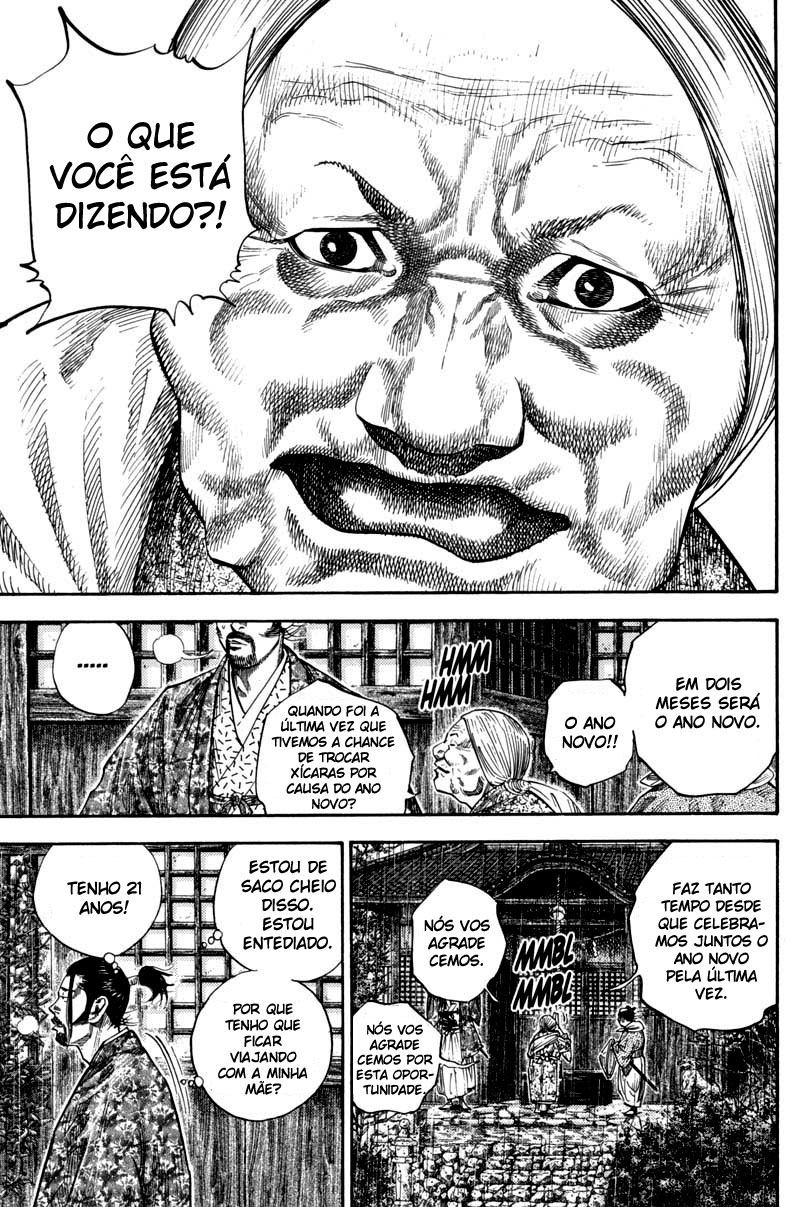 O QUE
VOCÊ ESTÁ
DIZENDO?!
EM DOIS
MESES SERÁ
O ANO NOVO.
O ANO
NOVO!!
HMM
HMM
QUANDO FOI A
ÚLTIMA VEZ QUE
TIVEMOS A CHANCE
DE TROCAR
XÍCARAS POR
CAUSA DO ANO
NOVO?
.....
FAZ TANTO
TEMPO DESDE
QUE CELEBRA-
MOS JUNTOS O
ANO NOVO
PELA ÚLTIMA
VEZ.
MMBL
MMBL
NÓS VOS
AGRADE
CEMOS.
NÓS VOS
AGRADE
CEMOS POR
ESTA OPOR-
TUNIDADE.
ESTOU DE
SACO CHEIO
DISSO.
ESTOU
ENTEDIADO.
POR QUE
TENHO QUE
FICAR
VIAJANDO
COM A MINHA
MÃE?
TENHO 21
ANOS!